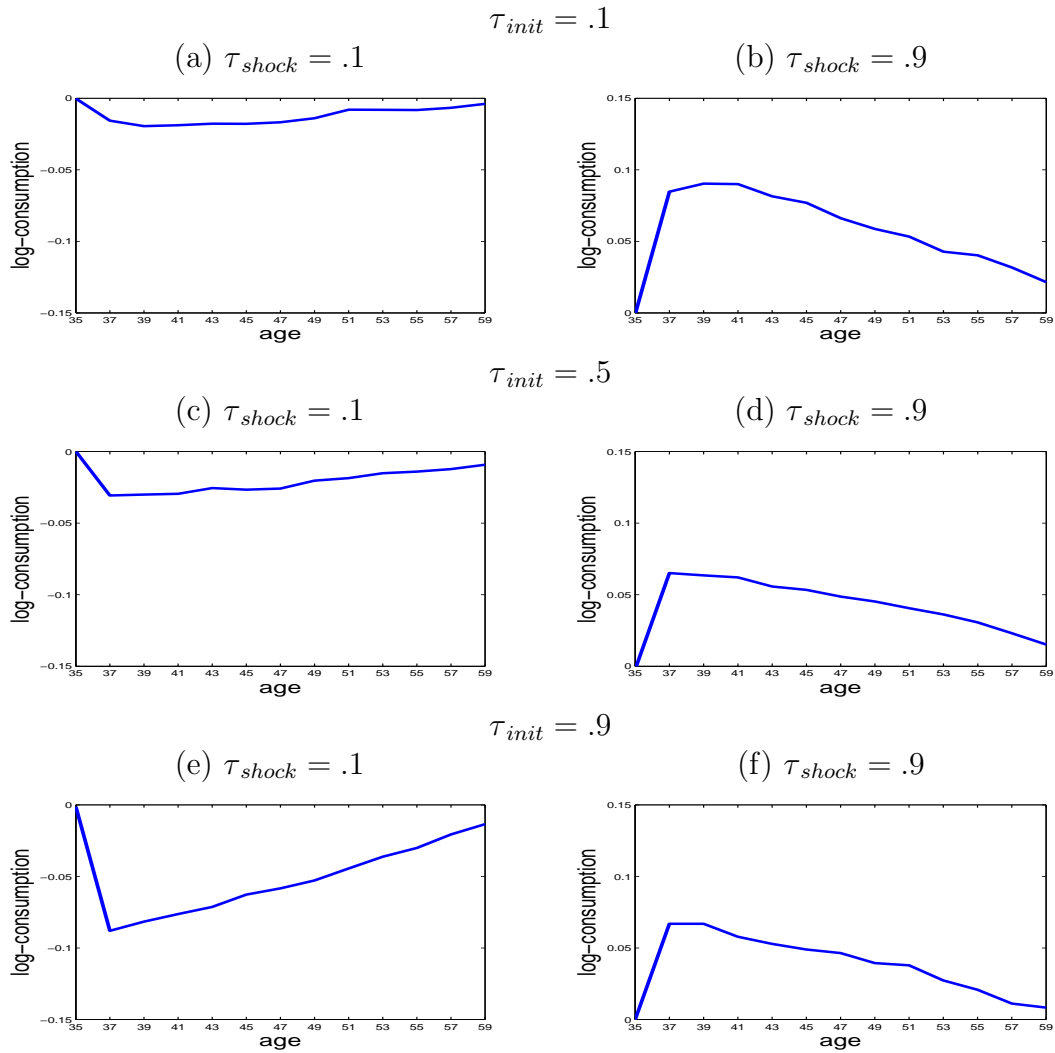 τ_init = .1
(a) τ_shock = .1
(b) τ_shock = .9
0
−0.05
−0.1
−0.15
log−consumption
35 37 39 41 43 45 47 49 51 53 55 57 59
age
0.15
0.1
0.05
0
log−consumption
35 37 39 41 43 45 47 49 51 53 55 57 59
age
τ_init = .5
(c) τ_shock = .1
(d) τ_shock = .9
0
−0.05
−0.1
−0.15
log−consumption
35 37 39 41 43 45 47 49 51 53 55 57 59
age
0.15
0.1
0.05
0
log−consumption
35 37 39 41 43 45 47 49 51 53 55 57 59
age
τ_init = .9
(e) τ_shock = .1
(f) τ_shock = .9
0
−0.05
−0.1
−0.15
log−consumption
35 37 39 41 43 45 47 49 51 53 55 57 59
age
0.15
0.1
0.05
0
log−consumption
35 37 39 41 43 45 47 49 51 53 55 57 59
age